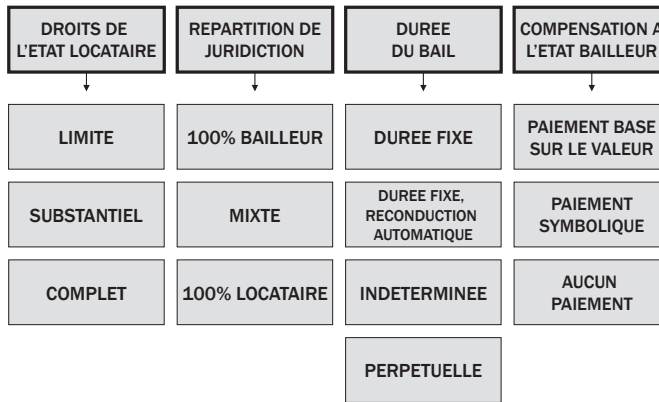 DROITS DE
L'ETAT LOCATAIRE
REPARTITION DE
JURIDICTION
DUREE
DU BAIL
COMPENSATION A
L'ETAT BAILLEUR
LIMITE
SUBSTANTIEL
COMPLET
100% BAILLEUR
MIXTE
100% LOCATAIRE
DUREE FIXE
DUREE FIXE,
RECONDUCTION
AUTOMATIQUE
INDETERMINEE
PERPETUELLE
PAIEMENT BASE
SUR LE VALEUR
PAIEMENT
SYMBOLIQUE
AUCUN
PAIEMENT